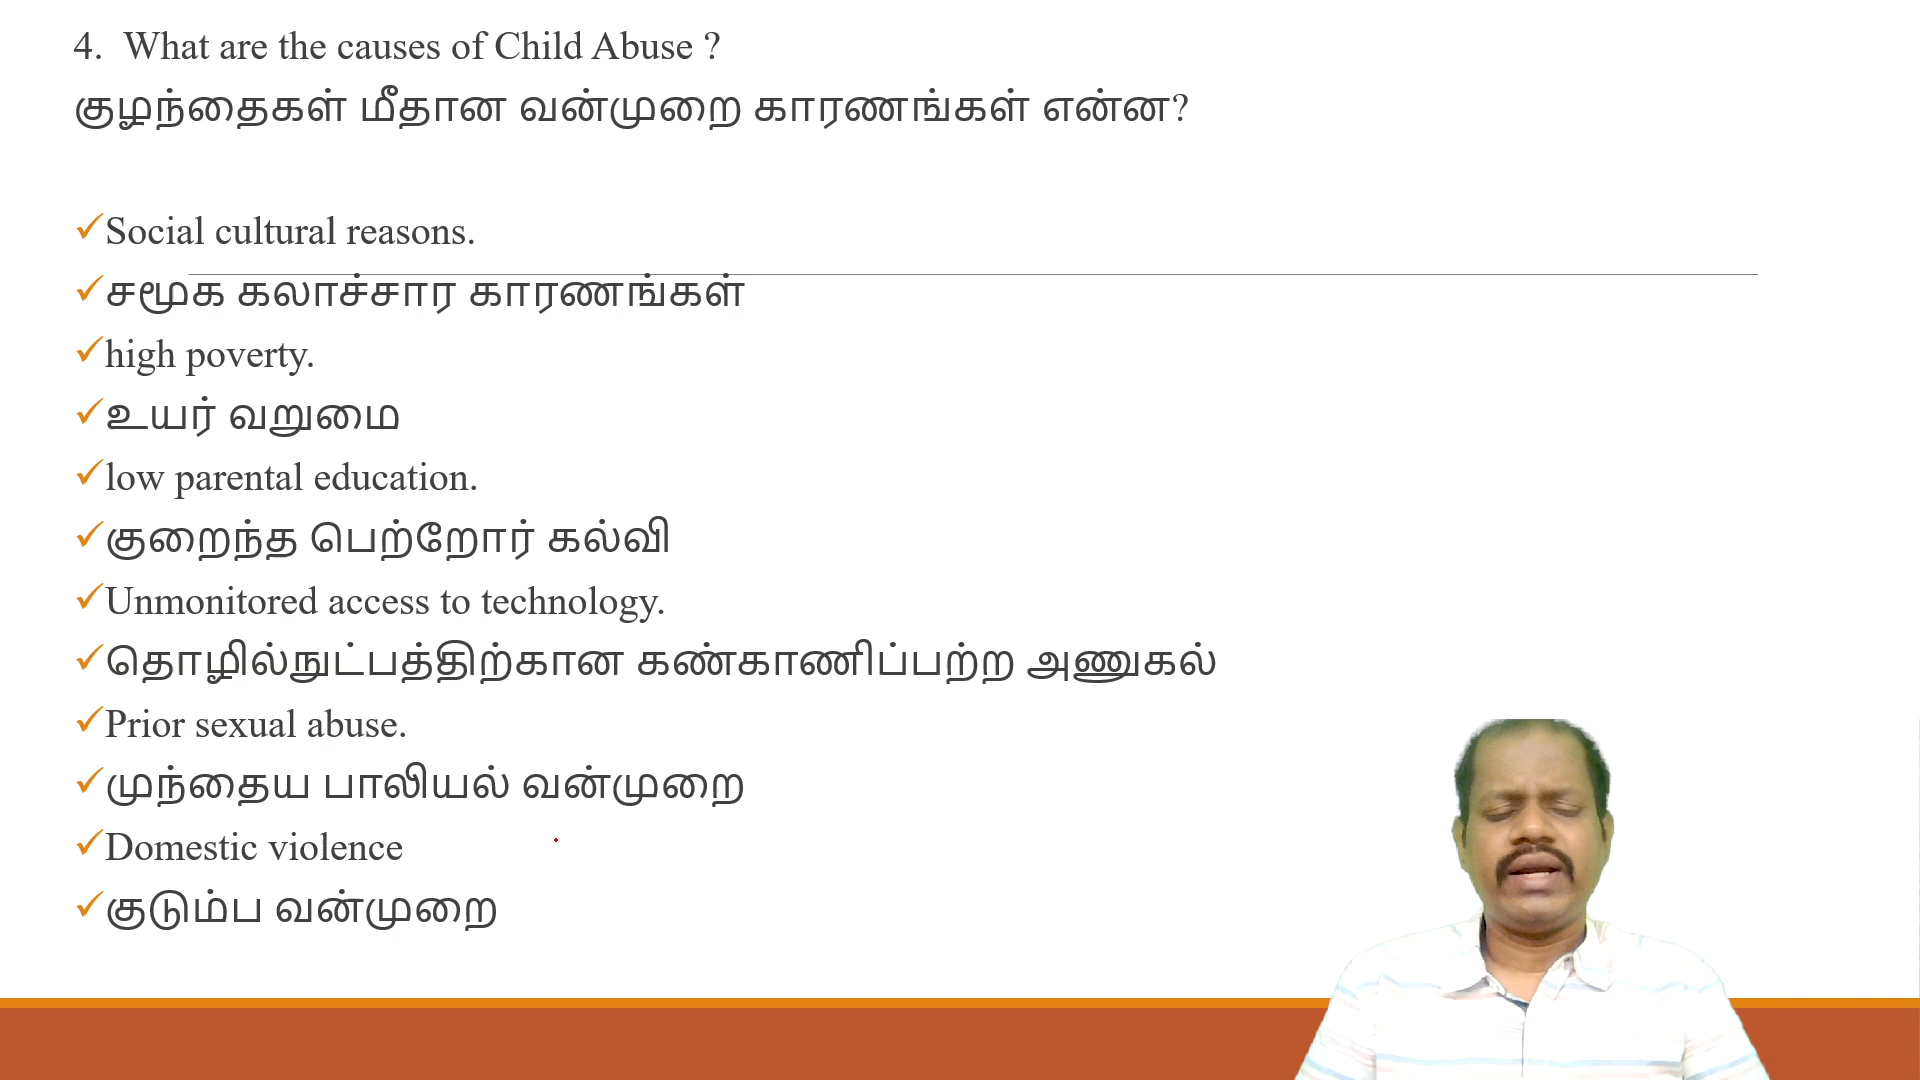 4. What are the causes of Child Abuse ?
குழந்தைகள் மீதான வன்முறை காரணங்கள் என்ன?
✓Social cultural reasons.
✓சமூக கலாச்சார காரணங்கள்
✓high poverty.
✓உயர் வறுமை
✓low parental education.
✓குறைந்த பெற்றோர் கல்வி
✓Unmonitored access to technology.
✓தொழில்நுட்பத்திற்கான கண்காணிப்பற்ற அணுகல்
✓Prior sexual abuse.
✓முந்தைய பாலியல் வன்முறை
✓Domestic violence
✓குடும்ப வன்முறை